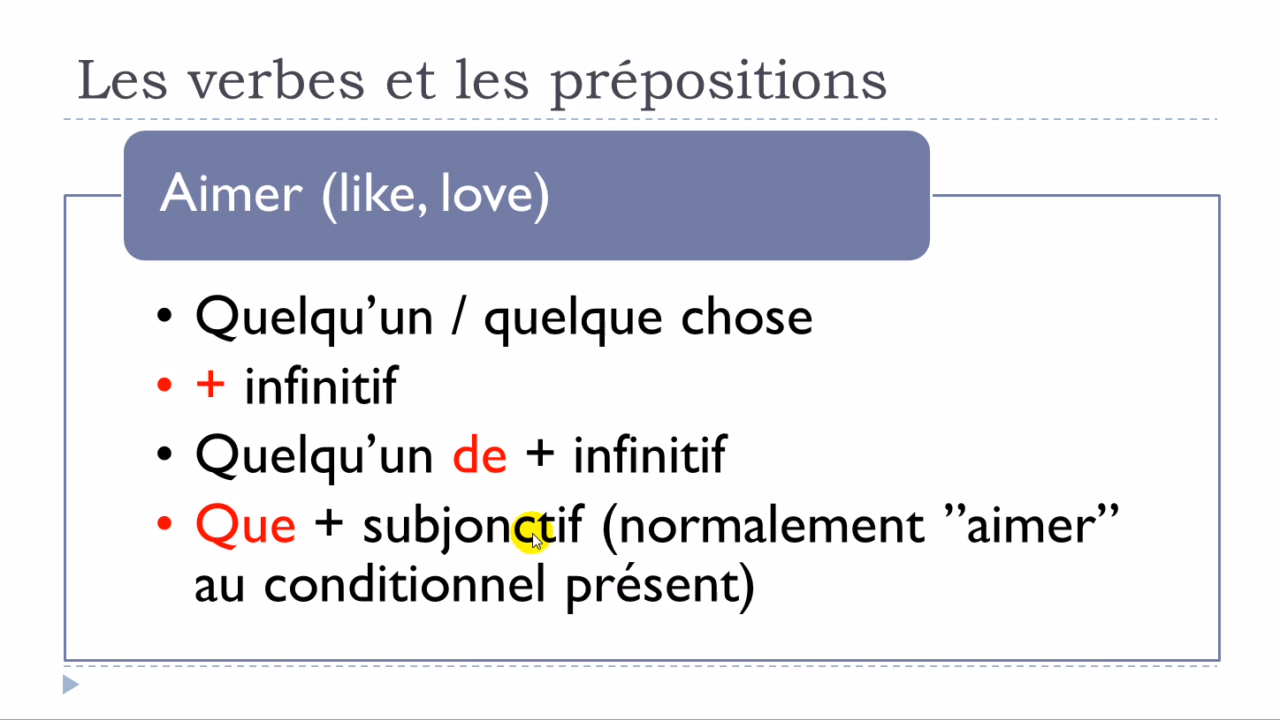 Les verbes et les prépositions
Aimer (like, love)
• Quelqu’un / quelque chose
• + infinitif
• Quelqu’un de + infinitif
• Que + subjonctif (normalement ”aimer”
au conditionnel présent)